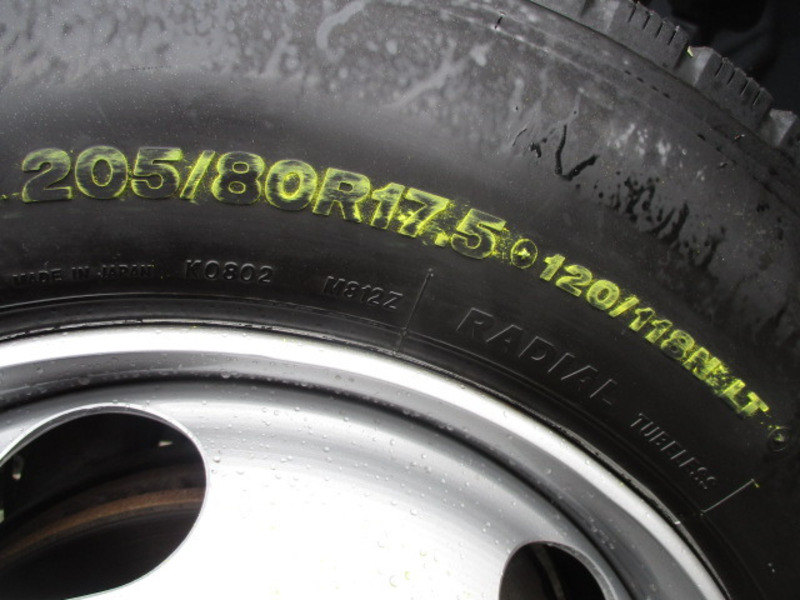 205/80R17.5 120/118N LT
MADE IN JAPAN K0802 M812Z
RADIAL TUBELESS